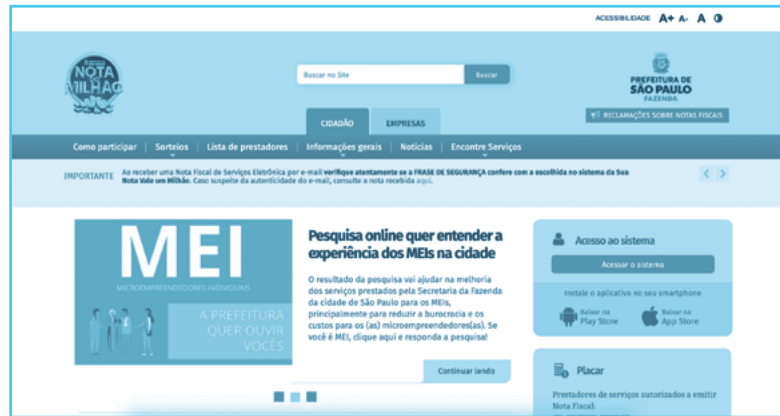 ACESSIBILIDADE A+ A- A
NOTA
DO
MILHÃO
Buscar no Site
Buscar
PREFEITURA DE
SÃO PAULO
FAZENDA
RECLAMAÇÕES SOBRE NOTAS FISCAIS
CIDADÃO EMPRESAS
Como participar Sorteios Lista de prestadores Informações gerais Notícias Encontre Serviços
IMPORTANTE
Ao receber uma Nota Fiscal de Serviços Eletrônica por e-mail verifique atentamente se a FRASE DE SEGURANÇA confere com a escolhida no sistema da Sua
Nota Vale um Milhão. Caso suspeite da autenticidade do e-mail, consulte a nota recebida aqui.
MEI
MICROEMPREENDEDORES INDIVIDUAIS
A PREFEITURA
QUER OUVIR
VOCÊS
Pesquisa online quer entender a
experiência dos MEIs na cidade
O resultado da pesquisa vai ajudar na melhoria
dos serviços prestados pela Secretaria da Fazenda
da cidade de São Paulo para os MEIs,
principalmente para reduzir a burocracia e os
custos para os (as) microempreendedores(as). Se
você é MEI, clique aqui e responda a pesquisa!
Continuar lendo
Acesso ao sistema
Acessar o sistema
Instale o aplicativo no seu smartphone
Baixar na
Play Store
Baixar na
App Store
Placar
Prestadores de serviços autorizados a emitir
Nota Fiscal: